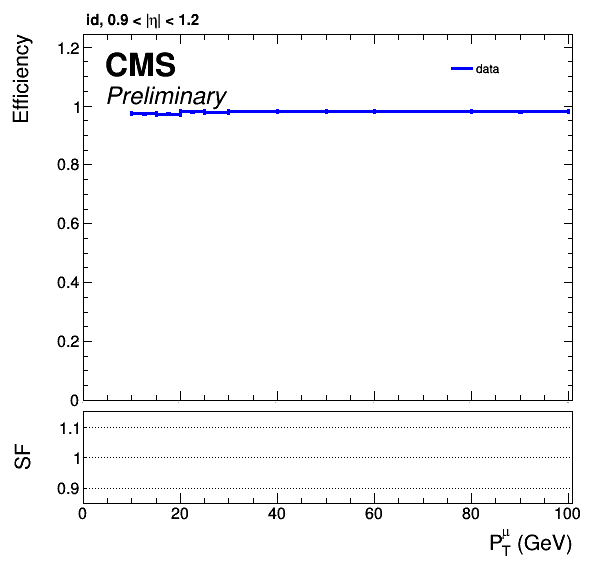 id, 0.9 < |η| < 1.2
Efficiency
1.2
1
0.8
0.6
0.4
0.2
0
CMS
Preliminary
data
SF
1.1
1
0.9
0 20 40 60 80 100
P_T^μ (GeV)